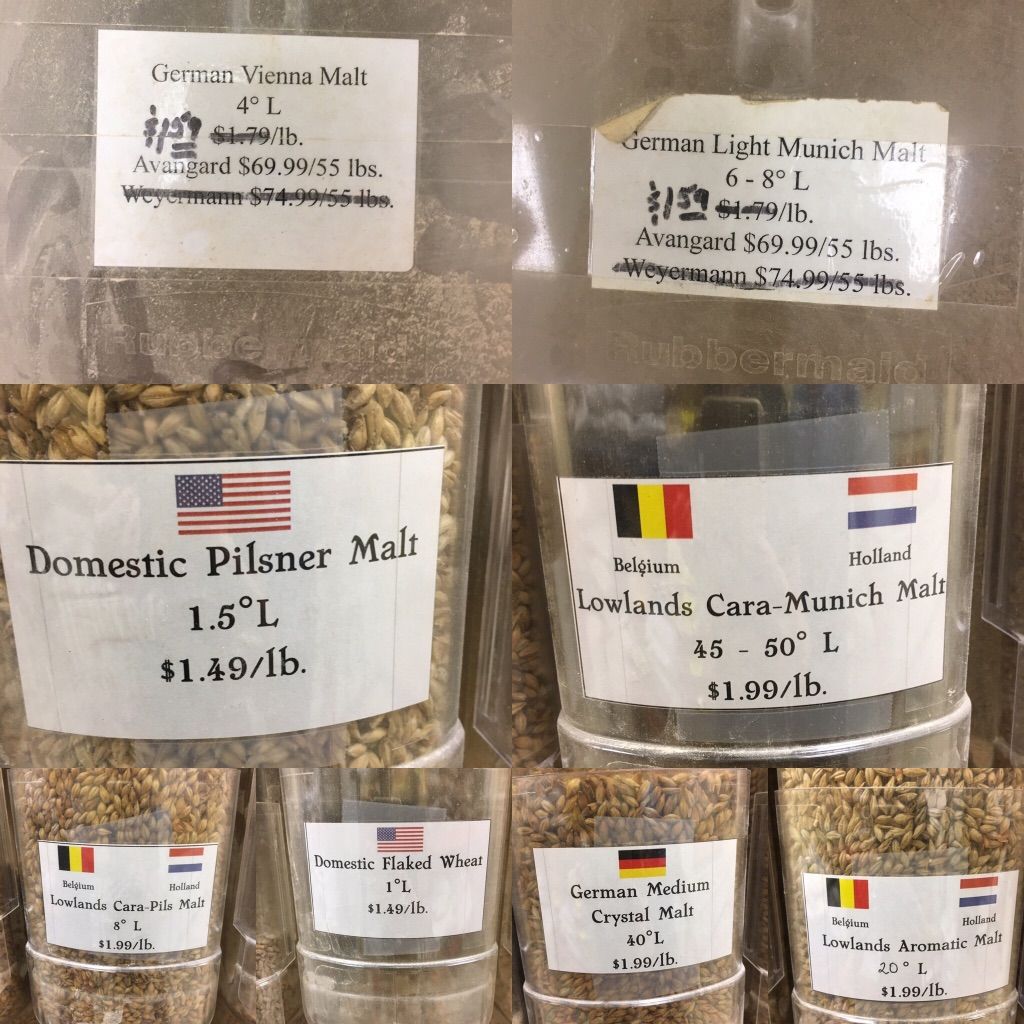 German Vienna Malt
4° L
$1.59 $1.79/lb.
Avangard $69.99/55 lbs.
Weyermann $74.99/55 lbs.
Rubbermaid
German Light Munich Malt
6 - 8° L
$1.59 $1.79/lb.
Avangard $69.99/55 lbs.
Weyermann $74.99/55 lbs.
Rubbermaid
Domestic Pilsner Malt
1.5°L
$1.49/lb.
Belgium Holland
Lowlands Cara-Munich Malt
45 - 50° L
$1.99/lb.
Belgium Holland
Lowlands Cara-Pils Malt
8° L
$1.99/lb.
Domestic Flaked Wheat
1°L
$1.49/lb.
German Medium
Crystal Malt
40°L
$1.99/lb.
Belgium Holland
Lowlands Aromatic Malt
20° L
$1.99/lb.